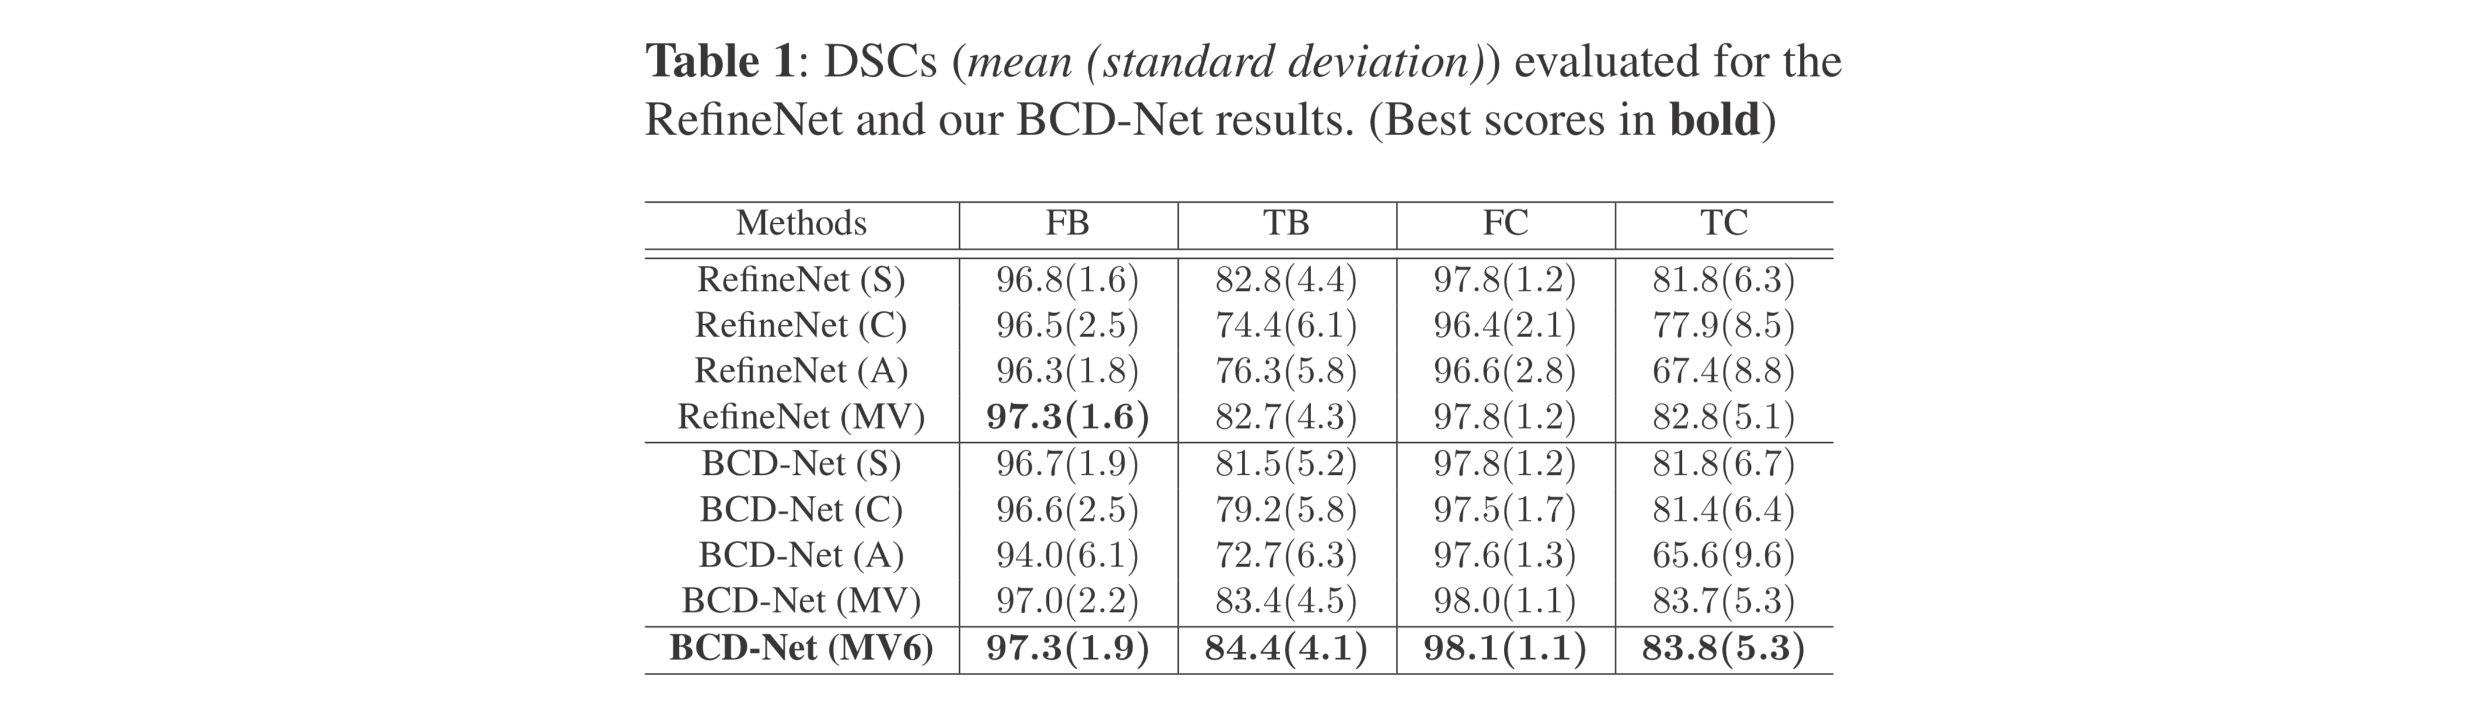 Table 1: DSCs (mean (standard deviation)) evaluated for the
RefineNet and our BCD-Net results. (Best scores in bold)
Methods FB TB FC TC
RefineNet (S) 96.8(1.6) 82.8(4.4) 97.8(1.2) 81.8(6.3)
RefineNet (C) 96.5(2.5) 74.4(6.1) 96.4(2.1) 77.9(8.5)
RefineNet (A) 96.3(1.8) 76.3(5.8) 96.6(2.8) 67.4(8.8)
RefineNet (MV) 97.3(1.6) 82.7(4.3) 97.8(1.2) 82.8(5.1)
BCD-Net (S) 96.7(1.9) 81.5(5.2) 97.8(1.2) 81.8(6.7)
BCD-Net (C) 96.6(2.5) 79.2(5.8) 97.5(1.7) 81.4(6.4)
BCD-Net (A) 94.0(6.1) 72.7(6.3) 97.6(1.3) 65.6(9.6)
BCD-Net (MV) 97.0(2.2) 83.4(4.5) 98.0(1.1) 83.7(5.3)
BCD-Net (MV6) 97.3(1.9) 84.4(4.1) 98.1(1.1) 83.8(5.3)